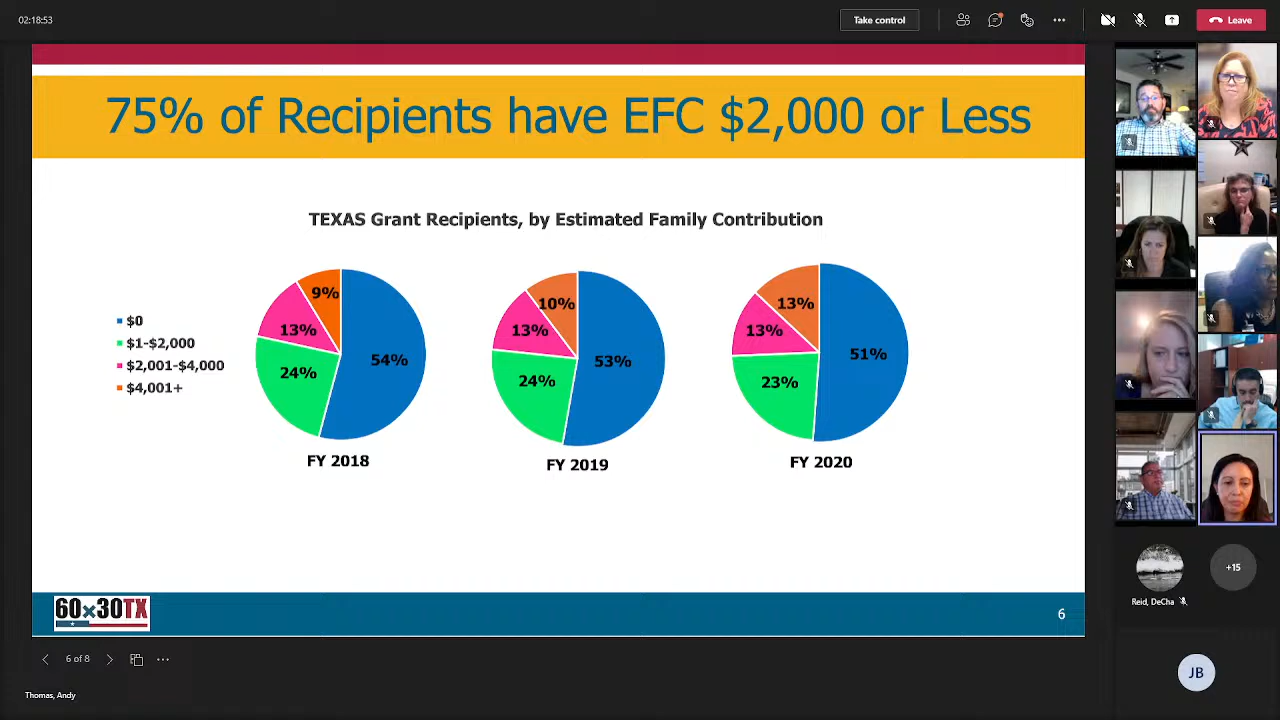 02:18:53
Take control
Leave
75% of Recipients have EFC $2,000 or Less
TEXAS Grant Recipients, by Estimated Family Contribution
$0
$1-$2,000
$2,001-$4,000
$4,001+
9%
13%
24%
54%
FY 2018
10%
13%
24%
53%
FY 2019
13%
13%
23%
51%
FY 2020
60x30TX
6
6 of 8
Thomas, Andy
+15
Reid, DeCha
JB